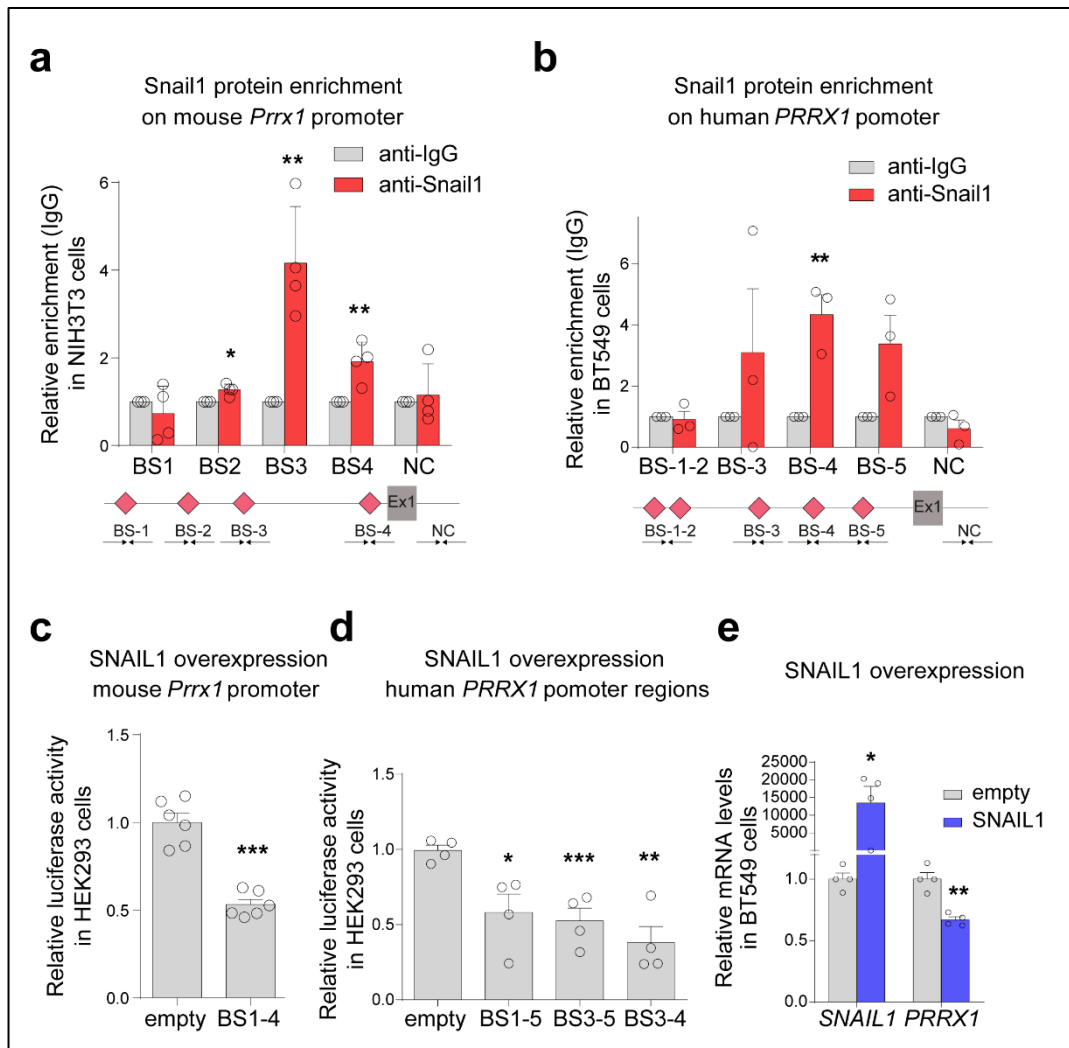 a
Snail1 protein enrichment
on mouse Prrx1 promoter
anti-IgG
anti-Snail1
**
*
**
Relative enrichment (IgG)
in NIH3T3 cells
6
4
2
0
BS1 BS2 BS3 BS4 NC
Ex1
BS-1 BS-2 BS-3 BS-4 NC
b
Snail1 protein enrichment
on human PRRX1 pomoter
anti-IgG
anti-Snail1
**
Relative enrichment (IgG)
in BT549 cells
8
6
4
2
0
BS-1-2 BS-3 BS-4 BS-5 NC
Ex1
BS-1-2 BS-3 BS-4 BS-5 NC
c
SNAIL1 overexpression
mouse Prrx1 promoter
Relative luciferase activity
in HEK293 cells
1.5
1.0
0.5
0.0
***
empty BS1-4
d
SNAIL1 overexpression
human PRRX1 pomoter regions
Relative luciferase activity
in HEK293 cells
1.5
1.0
0.5
0.0
* *** **
empty BS1-5 BS3-5 BS3-4
e
SNAIL1 overexpression
Relative mRNA levels
in BT549 cells
25000
20000
15000
10000
5000
1.0
0.5
0.0
*
**
empty
SNAIL1
SNAIL1 PRRX1